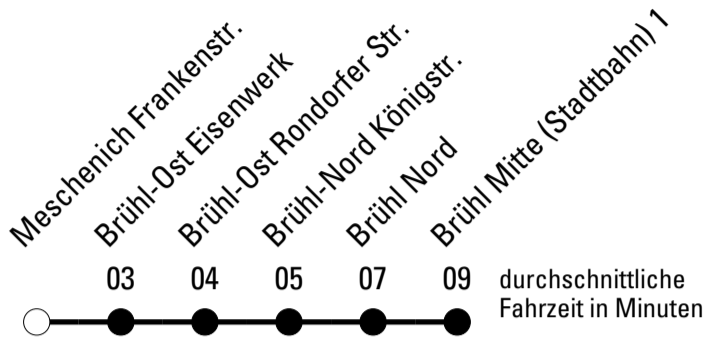 Meschenich Frankenstr.
Brühl-Ost Eisenwerk
Brühl-Ost Rondorfer Str.
Brühl-Nord Königstr.
Brühl Nord
Brühl Mitte (Stadtbahn) 1
03 04 05 07 09
durchschnittliche
Fahrzeit in Minuten